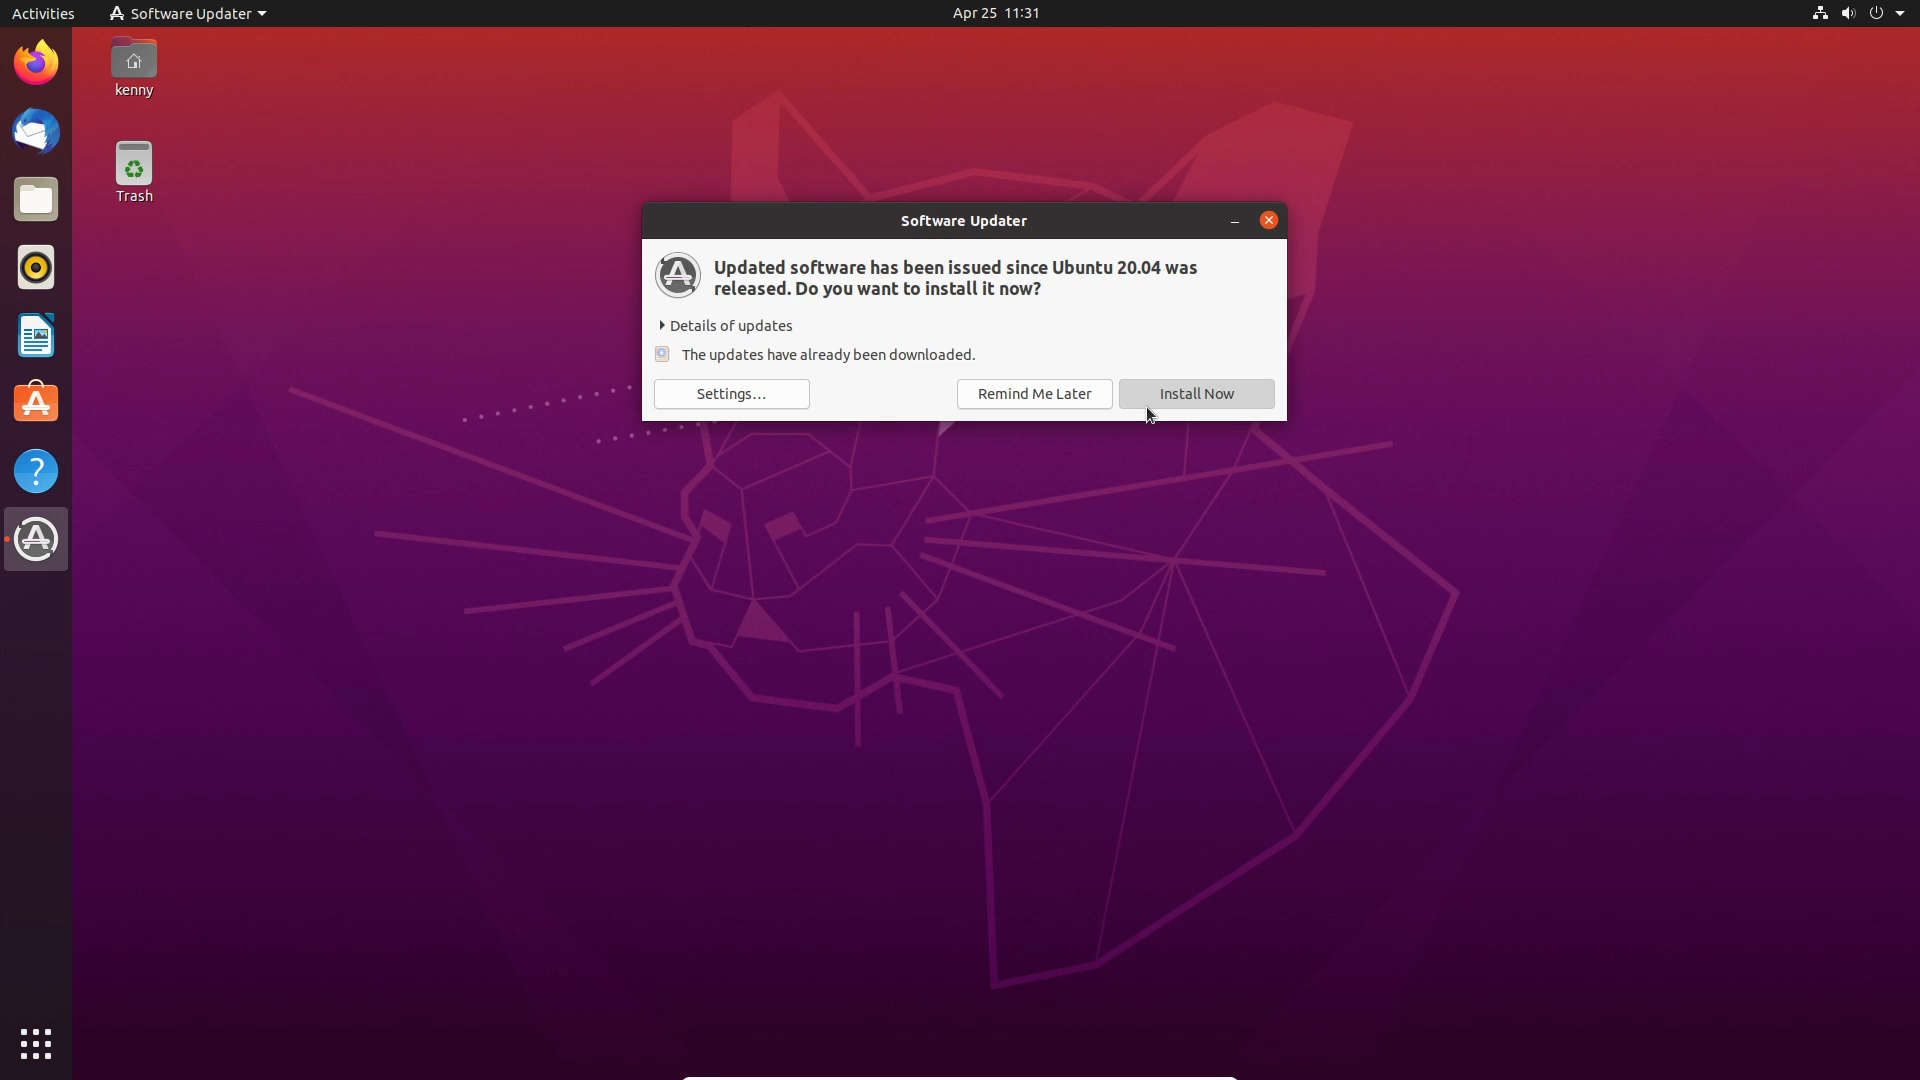 Activities
Software Updater
Apr 25 11:31
kenny
Trash
Software Updater
Updated software has been issued since Ubuntu 20.04 was
released. Do you want to install it now?
Details of updates
The updates have already been downloaded.
Settings...
Remind Me Later
Install Now